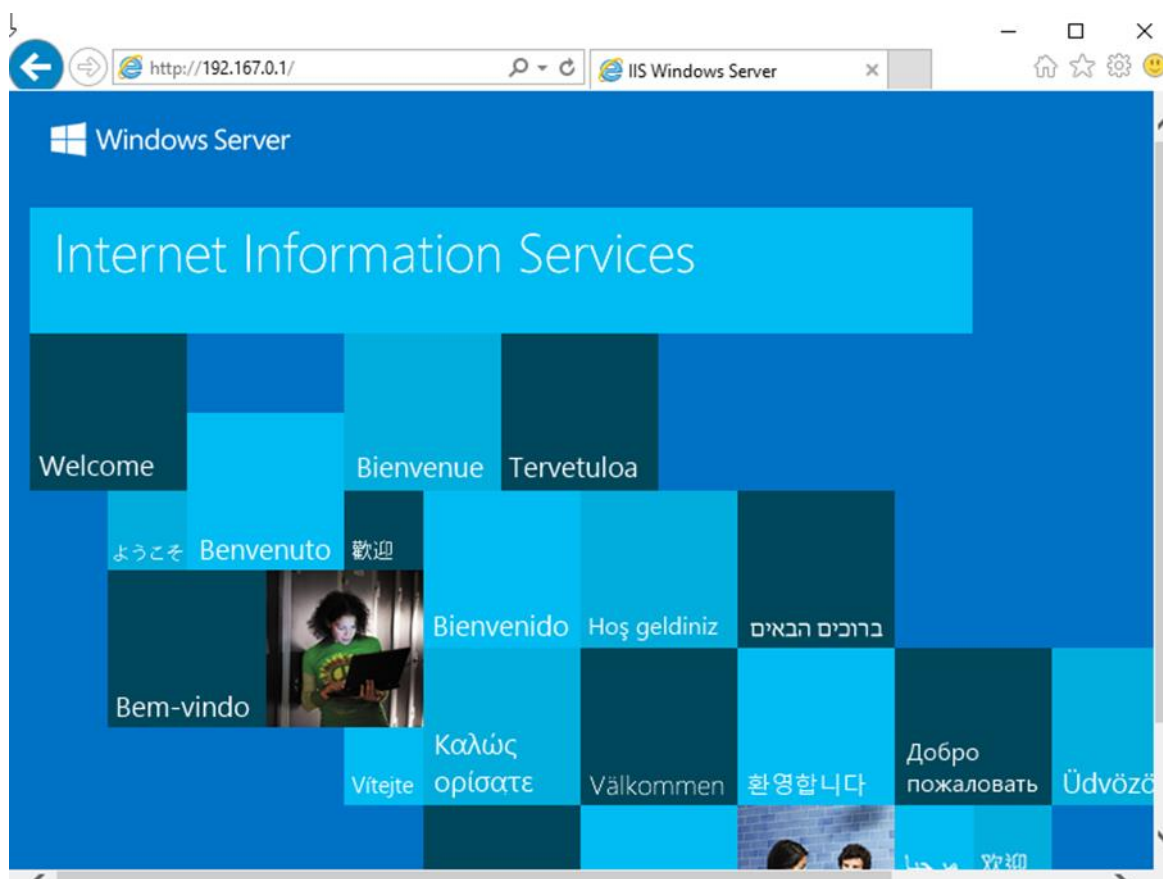 http://192.167.0.1/
IIS Windows Server
Windows Server
Internet Information Services
Welcome
Bienvenue
Tervetuloa
ようこそ
Benvenuto
歡迎
Bienvenido
Hoş geldiniz
ברוכים הבאים
Bem-vindo
Vítejte
Καλώς
ορίσατε
Välkommen
환영합니다
Добро
пожаловать
Üdvözö
欢迎